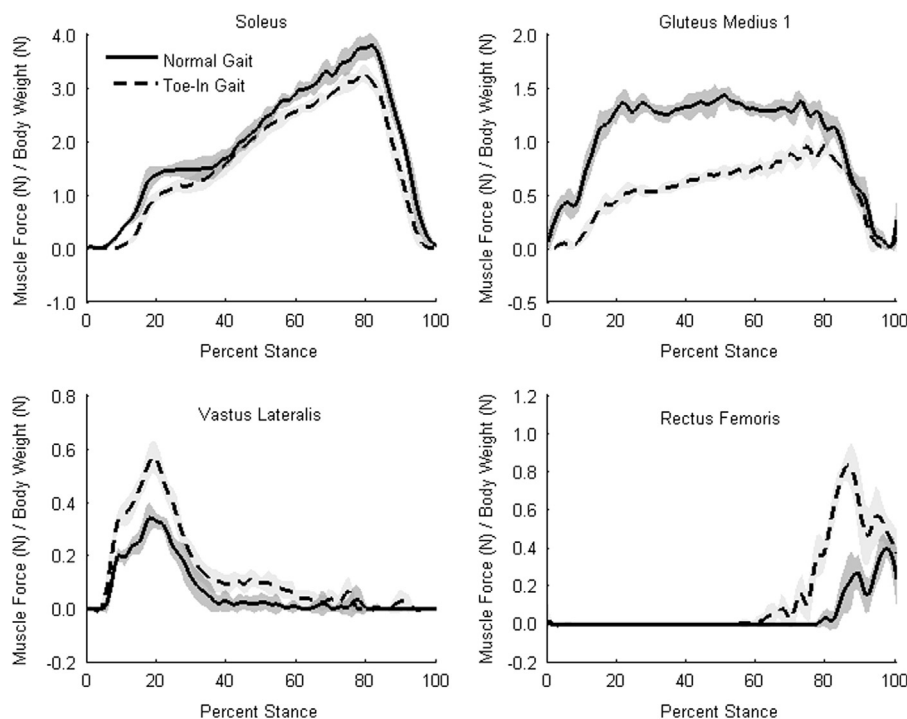 Soleus
4.0
3.0
2.0
1.0
0.0
-1.0
0 20 40 60 80 100
Percent Stance
Muscle Force (N) / Body Weight (N)
Normal Gait
Toe-In Gait
Gluteus Medius 1
2.0
1.5
1.0
0.5
0.0
-0.5
0 20 40 60 80 100
Percent Stance
Muscle Force (N) / Body Weight (N)
Vastus Lateralis
0.8
0.6
0.4
0.2
0.0
-0.2
0 20 40 60 80 100
Percent Stance
Muscle Force (N) / Body Weight (N)
Rectus Femoris
1.2
1.0
0.8
0.6
0.4
0.2
0.0
-0.2
0 20 40 60 80 100
Percent Stance
Muscle Force (N) / Body Weight (N)